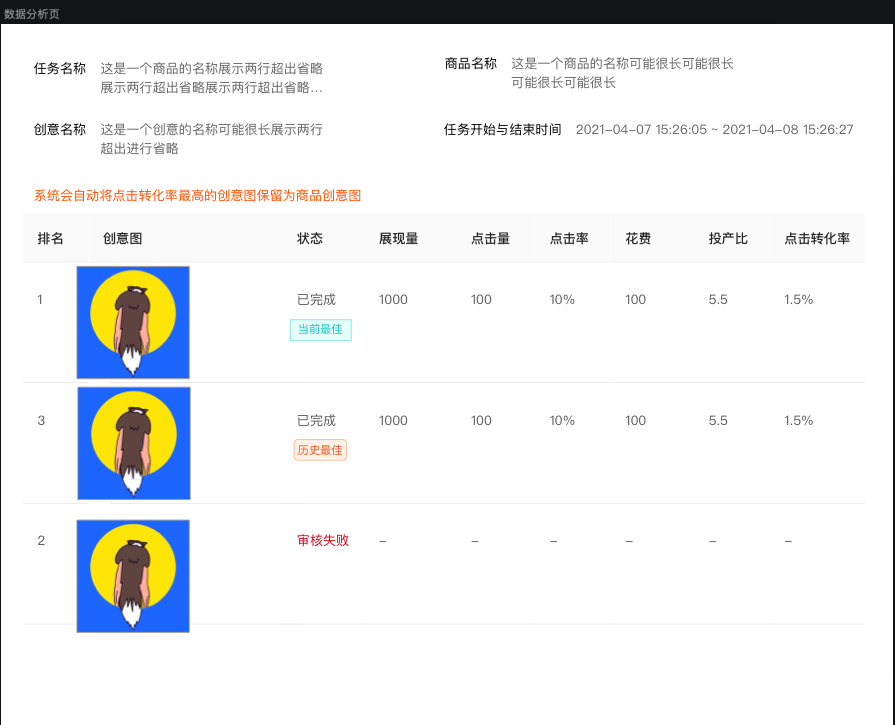 数据分析页
任务名称 这是一个商品的名称展示两行超出省略
展示两行超出省略展示两行超出省略...
商品名称 这是一个商品的名称可能很长可能很长
可能很长可能很长
创意名称 这是一个创意的名称可能很长展示两行
超出进行省略
任务开始与结束时间 2021-04-07 15:26:05 ~ 2021-04-08 15:26:27
系统会自动将点击转化率最高的创意图保留为商品创意图
排名 创意图 状态 展现量 点击量 点击率 花费 投产比 点击转化率
1 已完成 1000 100 10% 100 5.5 1.5%
当前最佳
3 已完成 1000 100 10% 100 5.5 1.5%
历史最佳
2 审核失败 – – – – – –